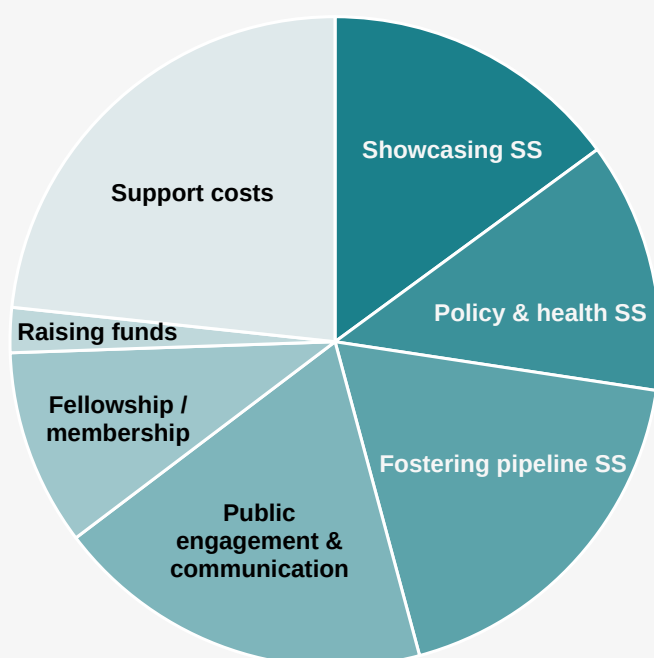 Showcasing SS
Support costs
Policy & health SS
Raising funds
Fellowship /
membership
Fostering pipeline SS
Public
engagement &
communication